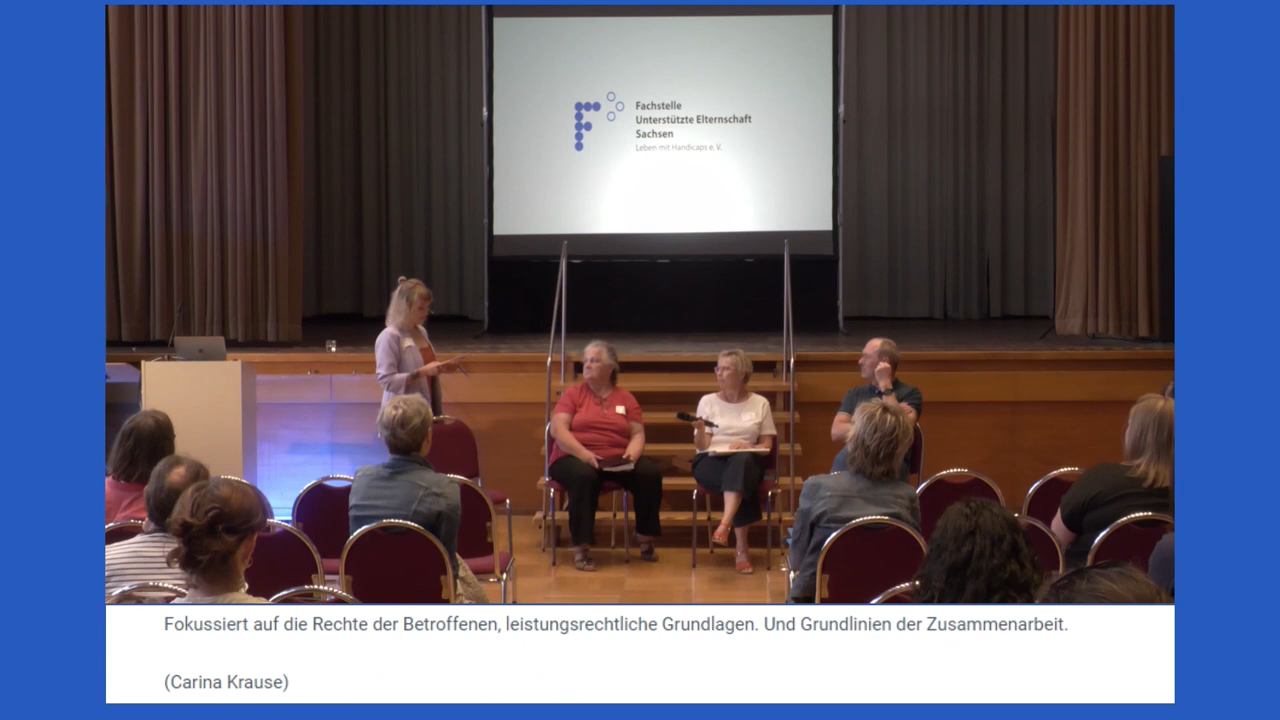 Fachstelle
Unterstützte Elternschaft
Sachsen
Leben mit Handicaps e. V.
Fokussiert auf die Rechte der Betroffenen, leistungsrechtliche Grundlagen. Und Grundlinien der Zusammenarbeit.
(Carina Krause)